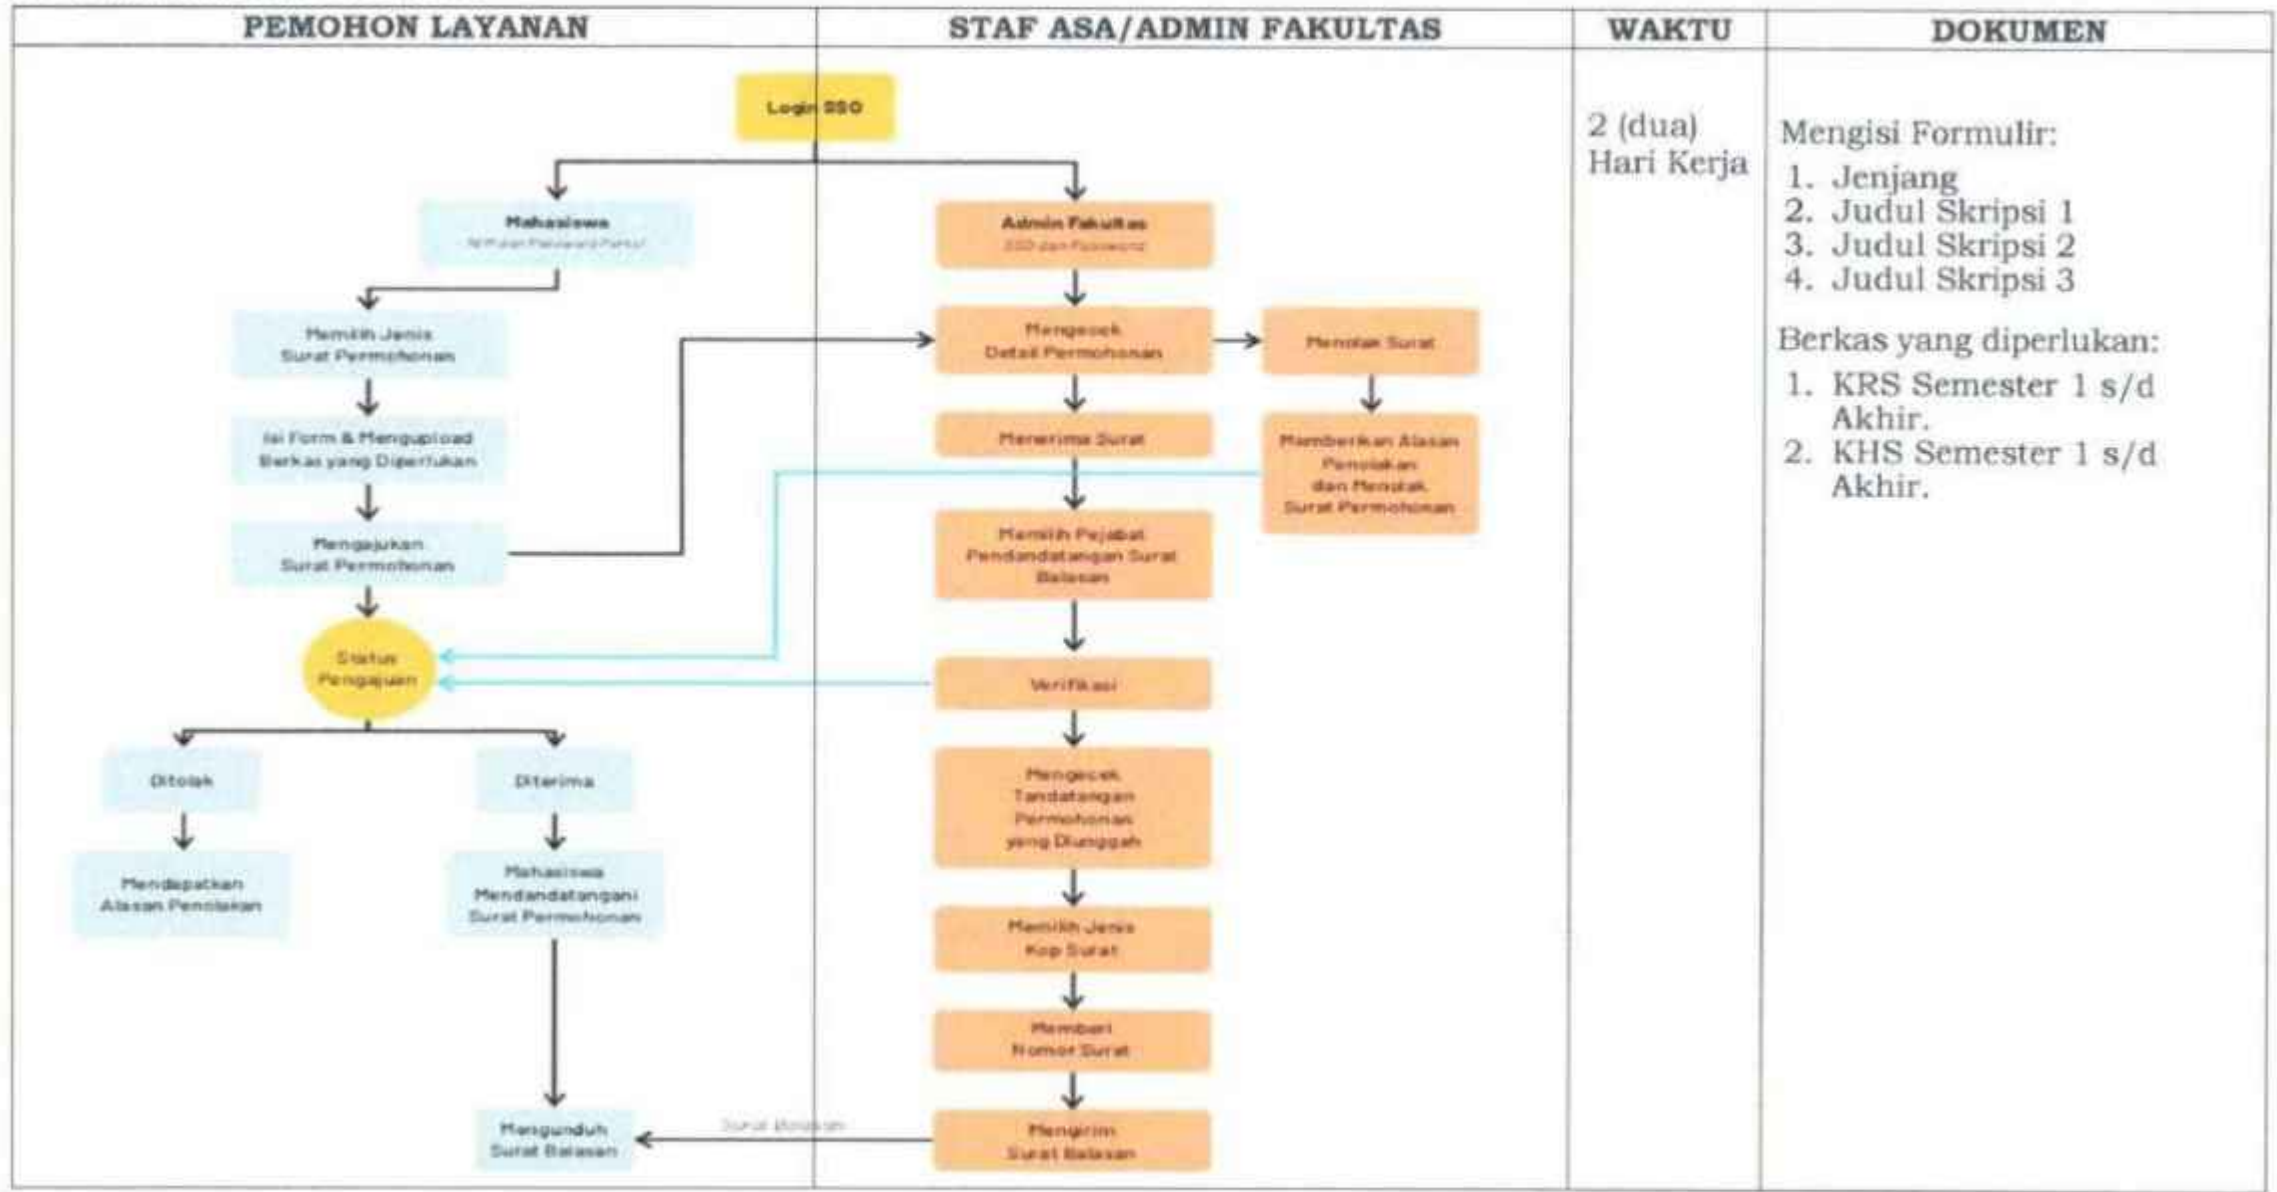 PEMOHON LAYANAN
STAF ASA/ADMIN FAKULTAS
WAKTU
DOKUMEN
Login SSO
Mahasiswa
Admin Fakultas
SSO dan Password
Memilih Jenis
Surat Permohonan
Isi Form & Mengupload
Berkas yang Diperlukan
Mengajukan
Surat Permohonan
Status
Pengajuan
Ditolak
Diterima
Mendapatkan
Alasan Penolakan
Mahasiswa
Mendandatangani
Surat Permohonan
Mengunduh
Surat Balasan
Surat Balasan
Mengecek
Detail Permohonan
Menolak Surat
Menerima Surat
Memberikan Alasan
Penolakan
dan Menolak
Surat Permohonan
Memilih Pejabat
Pendandatangan Surat
Balasan
Verifikasi
Mengecek
Tandatangan
Permohonan
yang Diunggah
Memilih Jenis
Kop Surat
Memberi
Nomor Surat
Mengirim
Surat Balasan
2 (dua)
Hari Kerja
Mengisi Formulir:
1. Jenjang
2. Judul Skripsi 1
3. Judul Skripsi 2
4. Judul Skripsi 3
Berkas yang diperlukan:
1. KRS Semester 1 s/d
Akhir.
2. KHS Semester 1 s/d
Akhir.